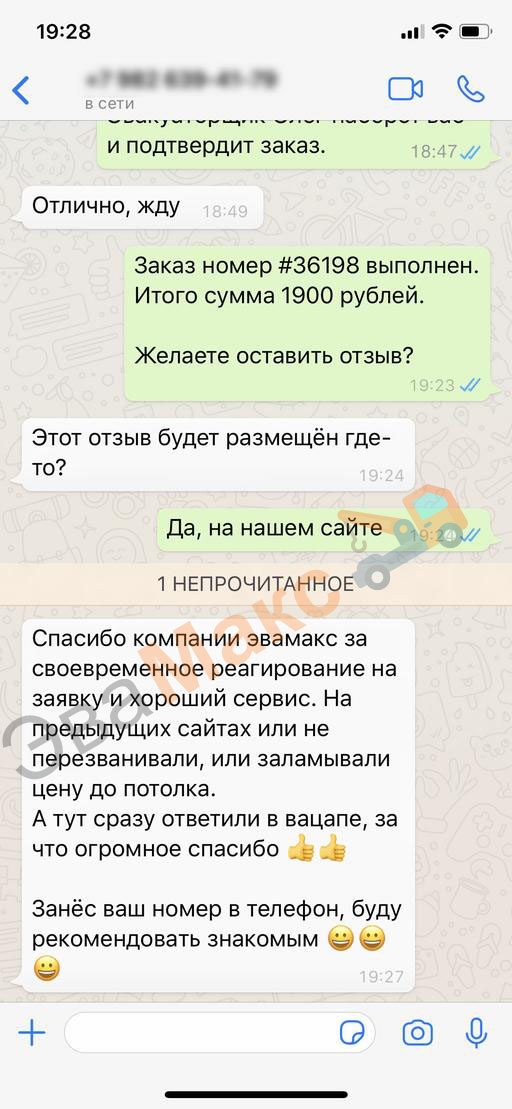 19:28
в сети
и подтвердит заказ.
18:47
Отлично, жду
18:49
Заказ номер #36198 выполнен.
Итого сумма 1900 рублей.
Желаете оставить отзыв?
19:23
Этот отзыв будет размещён где-
то?
19:24
Да, на нашем сайте
19:24
1 НЕПРОЧИТАННОЕ
Спасибо компании эвамакс за
своевременное реагирование на
заявку и хороший сервис. На
предыдущих сайтах или не
перезванивали, или заламывали
цену до потолка.
А тут сразу ответили в вацапе, за
что огромное спасибо 👍👍
Занёс ваш номер в телефон, буду
рекомендовать знакомым 😀😀
😀
19:27
ЭваМакс